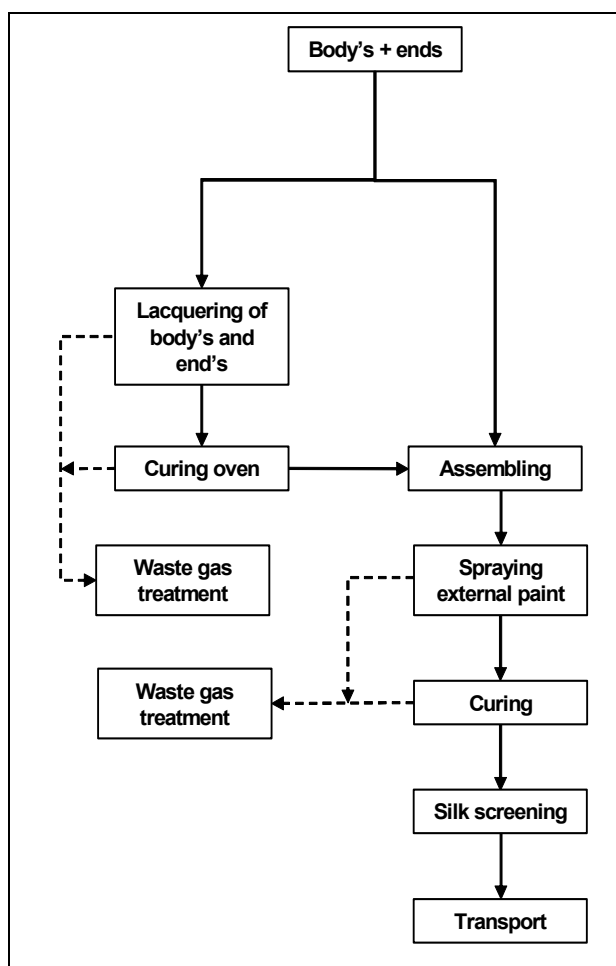 Body's + ends
Lacquering of
body's and
end's
Curing oven
Assembling
Waste gas
treatment
Spraying
external paint
Waste gas
treatment
Curing
Silk screening
Transport